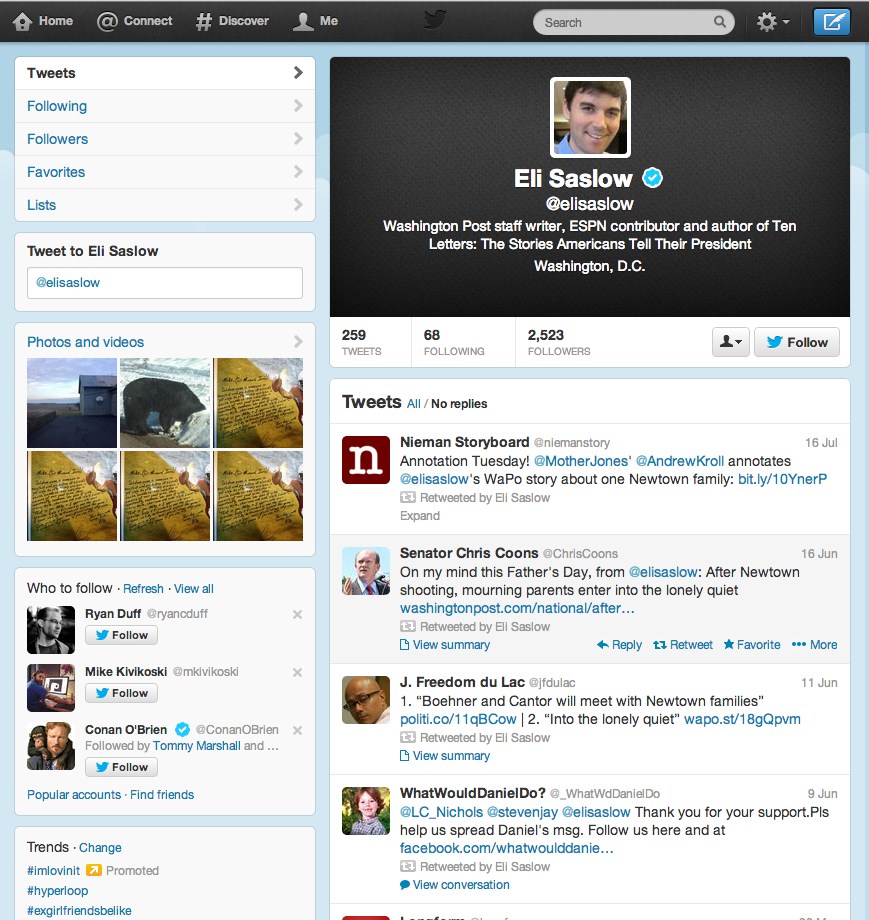 Home
Connect
Discover
Me
Search
Tweets
Following
Followers
Favorites
Lists
Tweet to Eli Saslow
@elisaslow
Photos and videos
Who to follow · Refresh · View all
Ryan Duff @ryancduff
Follow
Mike Kivikoski @mkivikoski
Follow
Conan O'Brien @ConanOBrien
Followed by Tommy Marshall and ...
Follow
Popular accounts · Find friends
Trends · Change
#imlovinit Promoted
#hyperloop
#exgirlfriendsbelike
Eli Saslow
@elisaslow
Washington Post staff writer, ESPN contributor and author of Ten
Letters: The Stories Americans Tell Their President
Washington, D.C.
259
TWEETS
68
FOLLOWING
2,523
FOLLOWERS
Follow
Tweets All / No replies
Nieman Storyboard @niemanstory 16 Jul
Annotation Tuesday! @MotherJones' @AndrewKroll annotates
@elisaslow's WaPo story about one Newtown family: bit.ly/10YnerP
Retweeted by Eli Saslow
Expand
Senator Chris Coons @ChrisCoons 16 Jun
On my mind this Father's Day, from @elisaslow: After Newtown
shooting, mourning parents enter into the lonely quiet
washingtonpost.com/national/after…
Retweeted by Eli Saslow
View summary Reply Retweet Favorite More
J. Freedom du Lac @jfdulac 11 Jun
1. “Boehner and Cantor will meet with Newtown families”
politi.co/11qBCow | 2. “Into the lonely quiet” wapo.st/18gQpvm
Retweeted by Eli Saslow
View summary
WhatWouldDanielDo? @_WhatWdDanielDo 9 Jun
@LC_Nichols @stevenjay @elisaslow Thank you for your support.Pls
help us spread Daniel's msg. Follow us here and at
facebook.com/whatwoulddanie…
Retweeted by Eli Saslow
View conversation